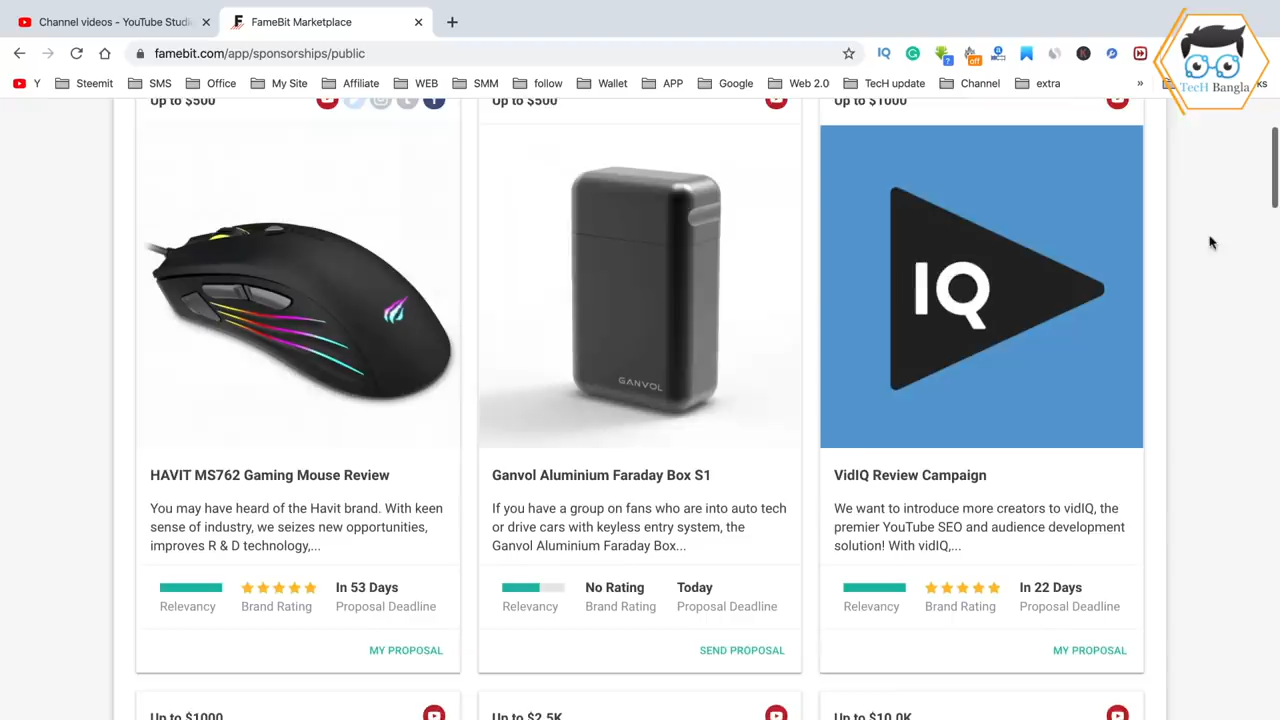 Channel videos - YouTube Studi
FameBit Marketplace
famebit.com/app/sponsorships/public
Y
Steemit
SMS
Office
My Site
Affiliate
WEB
SMM
follow
Wallet
APP
Google
Web 2.0
TecH update
Channel
extra
»
ks
TecH Bangla
Up to $500
Up to $500
Up to $1000
GANVOL
IQ
HAVIT MS762 Gaming Mouse Review
You may have heard of the Havit brand. With keen
sense of industry, we seizes new opportunities,
improves R & D technology,...
In 53 Days
Relevancy
Brand Rating
Proposal Deadline
MY PROPOSAL
Ganvol Aluminium Faraday Box S1
If you have a group on fans who are into auto tech
or drive cars with keyless entry system, the
Ganvol Aluminium Faraday Box...
No Rating
Today
Relevancy
Brand Rating
Proposal Deadline
SEND PROPOSAL
VidIQ Review Campaign
We want to introduce more creators to vidIQ, the
premier YouTube SEO and audience development
solution! With vidIQ,...
In 22 Days
Relevancy
Brand Rating
Proposal Deadline
MY PROPOSAL
Up to $1000
Up to $2.5K
Up to $10.0K